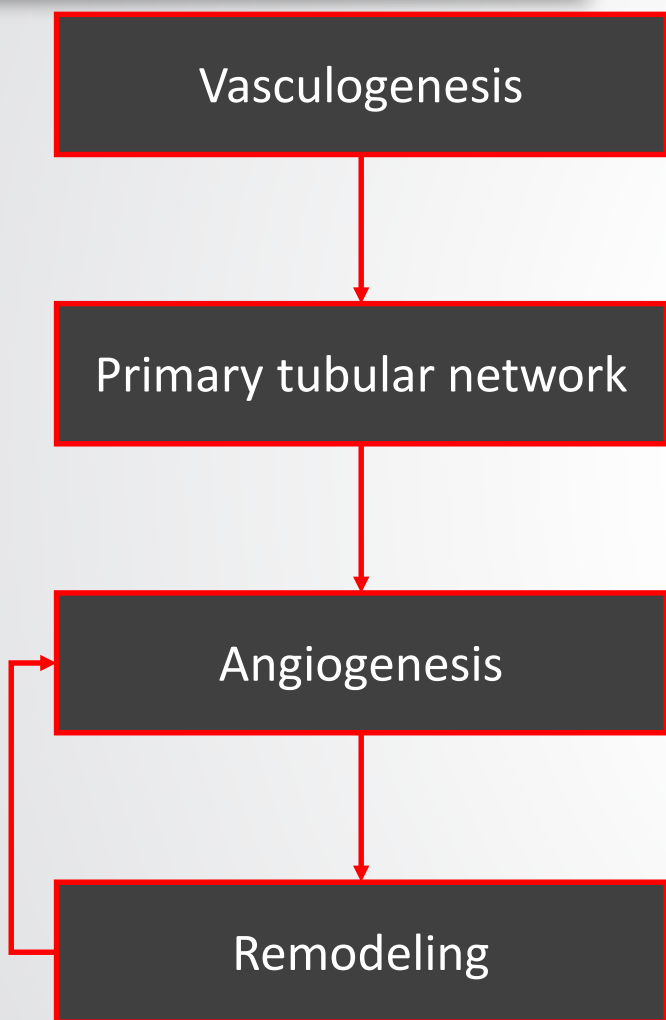 Vasculogenesis
Primary tubular network
Angiogenesis
Remodeling